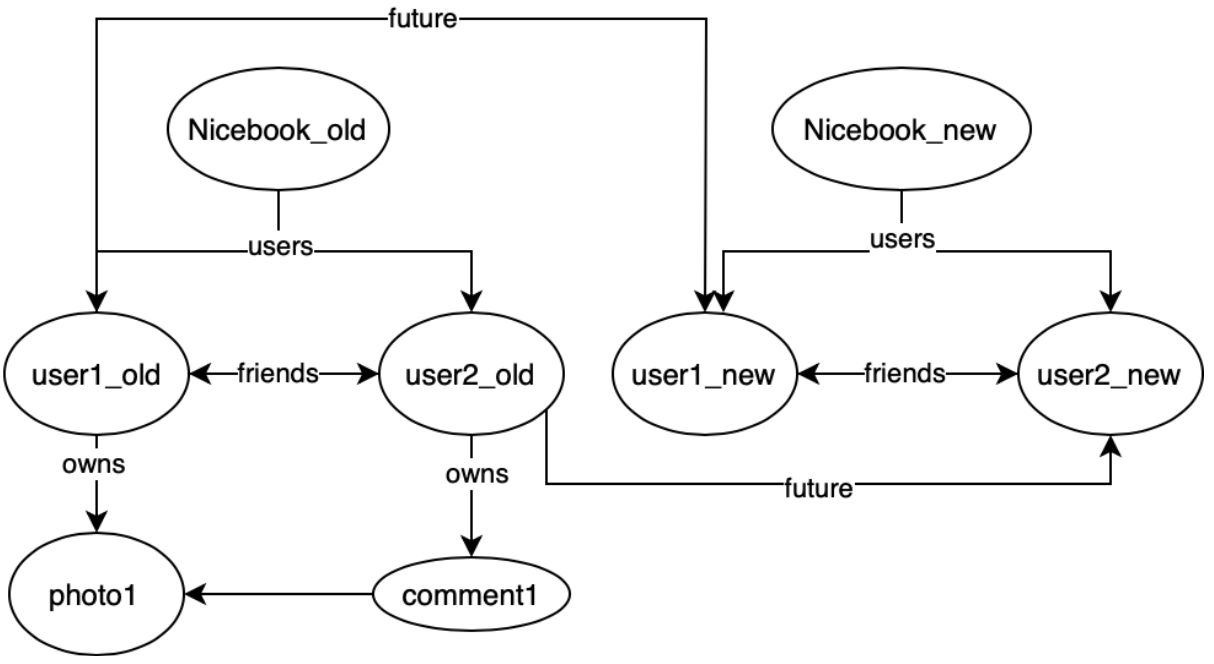 future
Nicebook_old
Nicebook_new
users
users
user1_old
friends
user2_old
user1_new
friends
user2_new
owns
owns
future
photo1
comment1